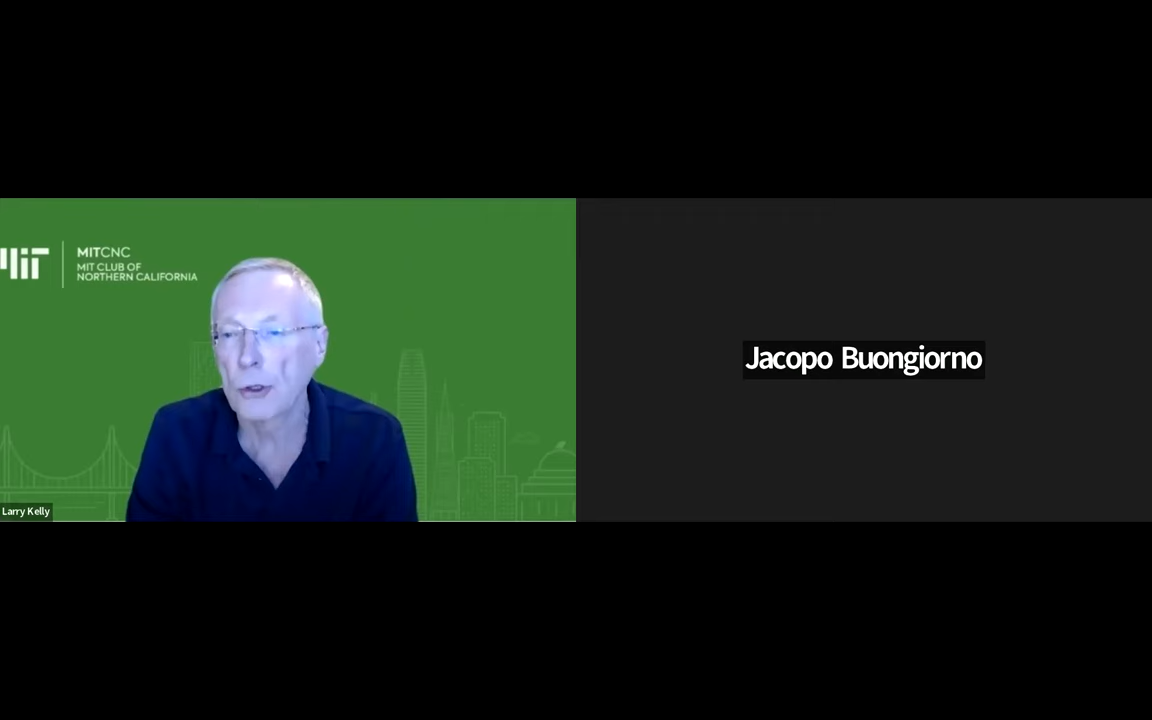 MIT
MITCNC
MIT CLUB OF
NORTHERN CALIFORNIA
Jacopo Buongiorno
Larry Kelly